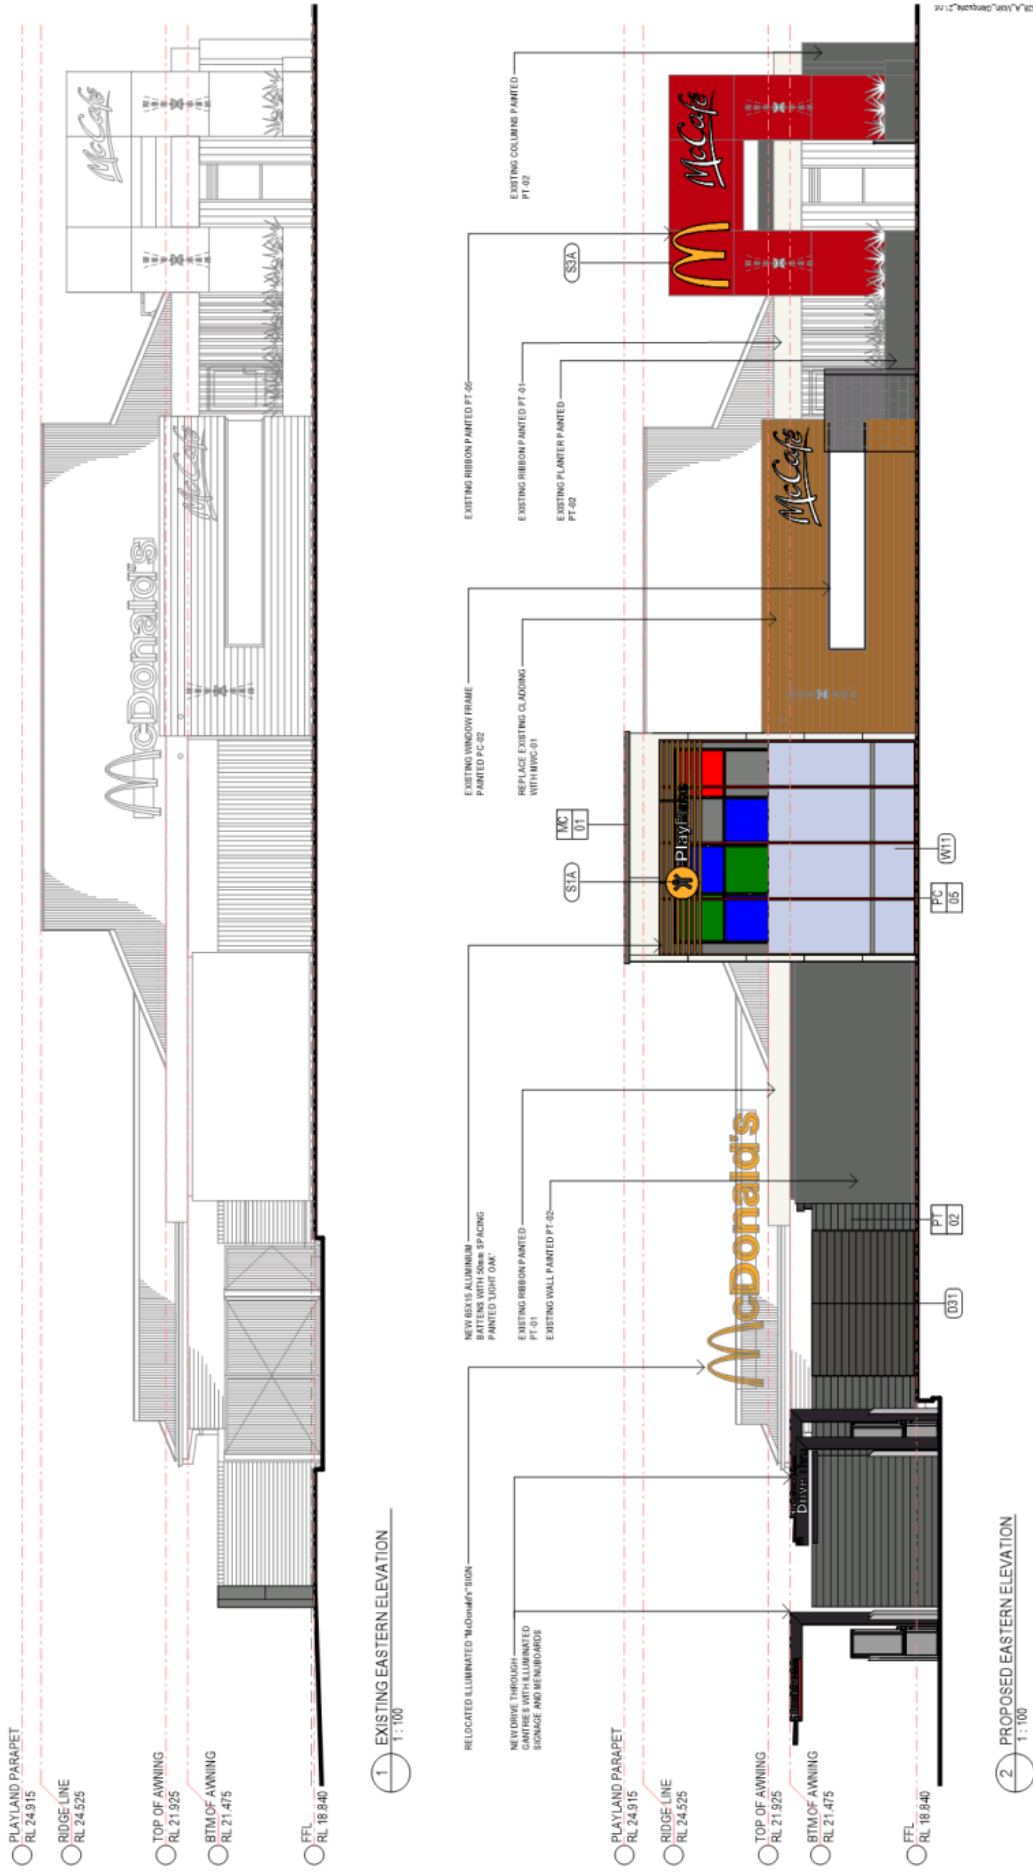 PLAYLAND PARAPET
RL 24.915
RIDGE LINE
RL 24.525
TOP OF AWNING
RL 21.925
BTM OF AWNING
RL 21.475
FFL
RL 18.840
McDonald's
McCafe
McCafe
1
EXISTING EASTERN ELEVATION
1 : 100
RELOCATED ILLUMINATED "McDonald's" SIGN
NEW DRIVE THROUGH
GANTRIES WITH ILLUMINATED
SIGNAGE AND MENUBOARDS
NEW 65X15 ALUMINIUM
BATTENS WITH 50mm SPACING
PAINTED 'LIGHT OAK'
EXISTING RIBBON PAINTED
PT-01
EXISTING WALL PAINTED PT-02
S1A
MC
01
EXISTING WINDOW FRAME
PAINTED PC-02
REPLACE EXISTING CLADDING
WITH MWC-01
EXISTING RIBBON PAINTED PT-05
EXISTING RIBBON PAINTED PT-01
EXISTING PLANTER PAINTED
PT-02
S3A
EXISTING COLUMNS PAINTED
PT-02
PLAYLAND PARAPET
RL 24.915
RIDGE LINE
RL 24.525
TOP OF AWNING
RL 21.925
BTM OF AWNING
RL 21.475
FFL
RL 18.840
Drive Thru
McDonald's
McCafe
McCafe
D31
PT
02
PC
05
W11
2
PROPOSED EASTERN ELEVATION
1 : 100